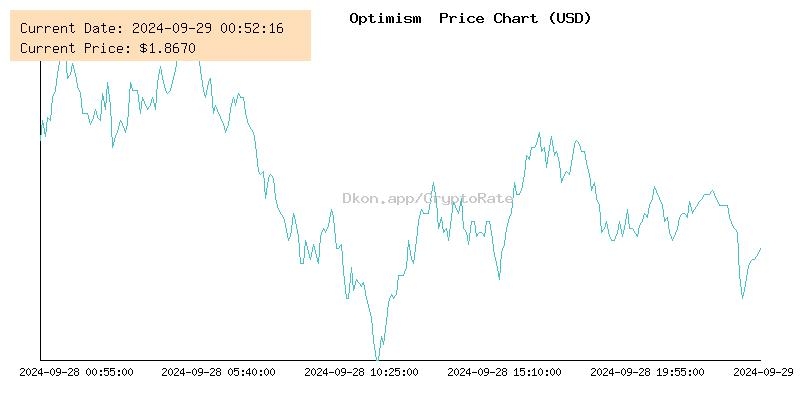 Optimism Price Chart (USD)
Current Date: 2024-09-29 00:52:16
Current Price: $1.8670
Dkon.app/CryptoRate
2024-09-28 00:55:00 2024-09-28 05:40:00 2024-09-28 10:25:00 2024-09-28 15:10:00 2024-09-28 19:55:00 2024-09-29